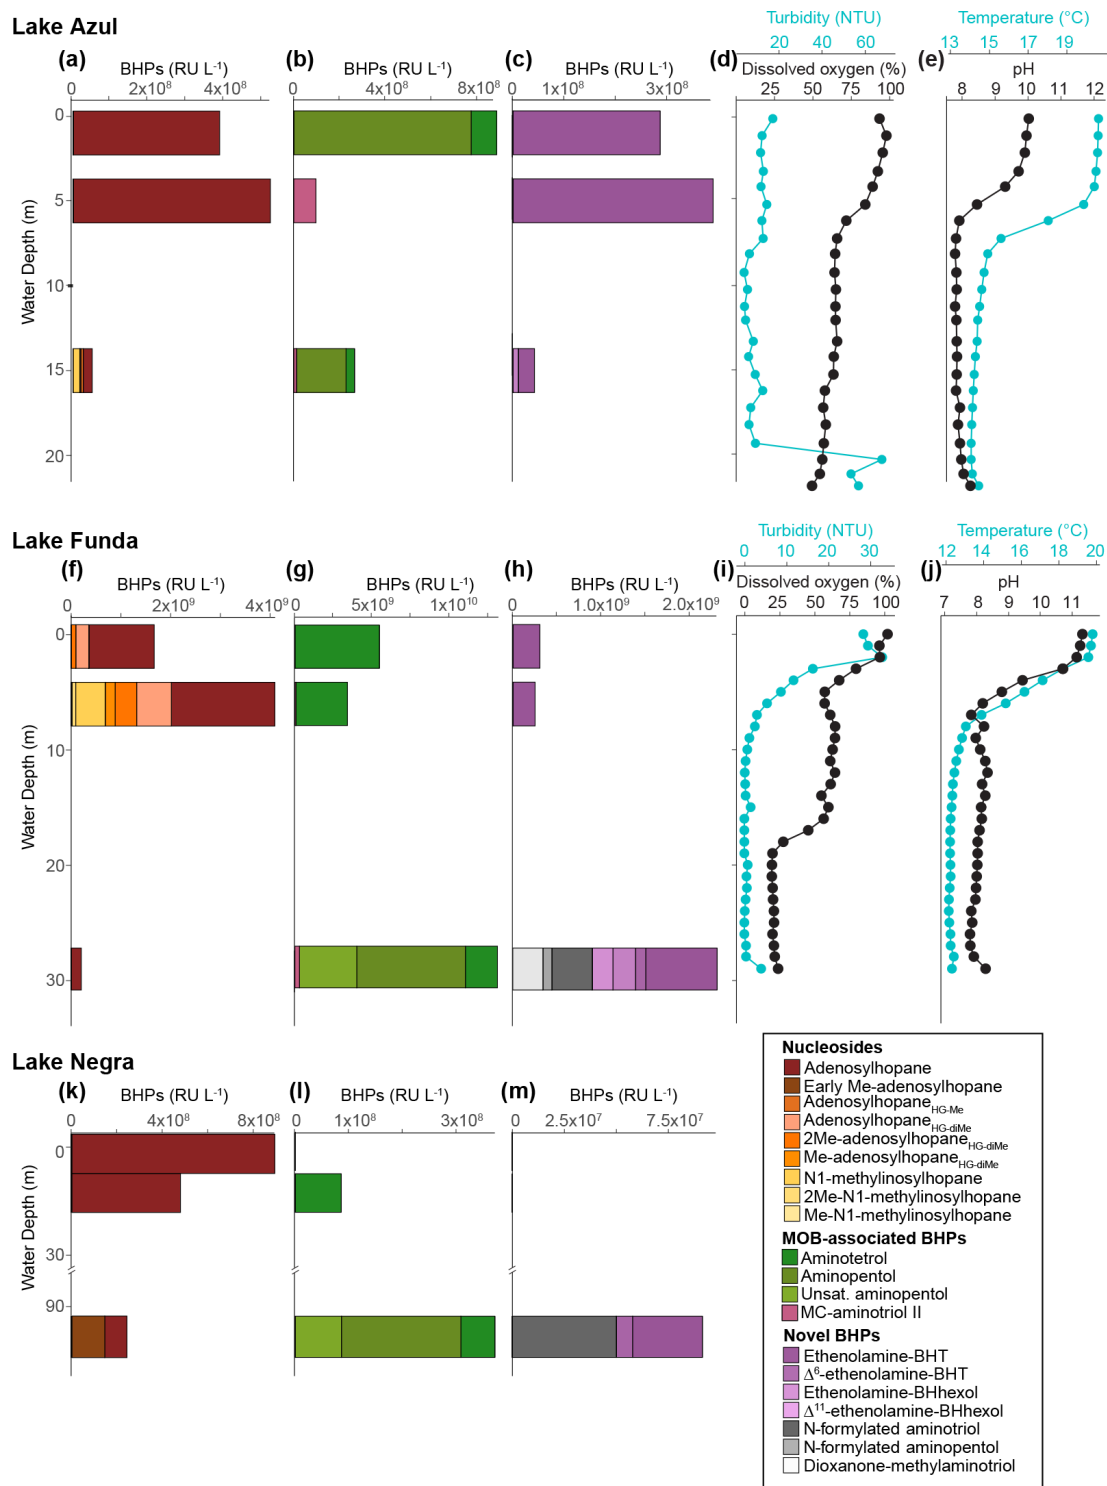 Lake Azul
Turbidity (NTU)
Temperature (°C)
20 40 60
13 15 17 19
(a) BHPs (RU L⁻¹)
(b) BHPs (RU L⁻¹)
(c) BHPs (RU L⁻¹)
(d) Dissolved oxygen (%)
(e) pH
0 2x10⁸ 4x10⁸
0 4x10⁸ 8x10⁸
0 1x10⁸ 3x10⁸
25 50 75 100
8 9 10 11 12
Water Depth (m)
0
5
10
15
20
Lake Funda
Turbidity (NTU)
Temperature (°C)
0 10 20 30
12 14 16 18 20
(f) BHPs (RU L⁻¹)
(g) BHPs (RU L⁻¹)
(h) BHPs (RU L⁻¹)
(i) Dissolved oxygen (%)
(j) pH
0 2x10⁹ 4x10⁹
0 5x10⁹ 1x10¹⁰
0 1.0x10⁹ 2.0x10⁹
0 25 50 75 100
7 8 9 10 11
Water Depth (m)
0
10
20
30
Lake Negra
(k) BHPs (RU L⁻¹)
(l) BHPs (RU L⁻¹)
(m) BHPs (RU L⁻¹)
0 4x10⁸ 8x10⁸
0 1x10⁸ 3x10⁸
0 2.5x10⁷ 7.5x10⁷
Water Depth (m)
0
30
90
Nucleosides
Adenosylhopane
Early Me-adenosylhopane
Adenosylhopane HG-Me
Adenosylhopane HG-diMe
2Me-adenosylhopane HG-diMe
Me-adenosylhopane HG-diMe
N1-methylinosylhopane
2Me-N1-methylinosylhopane
Me-N1-methylinosylhopane
MOB-associated BHPs
Aminotetrol
Aminopentol
Unsat. aminopentol
MC-aminotriol II
Novel BHPs
Ethenolamine-BHT
Δ⁶-ethenolamine-BHT
Ethenolamine-BHhexol
Δ¹¹-ethenolamine-BHhexol
N-formylated aminotriol
N-formylated aminopentol
Dioxanone-methylaminotriol